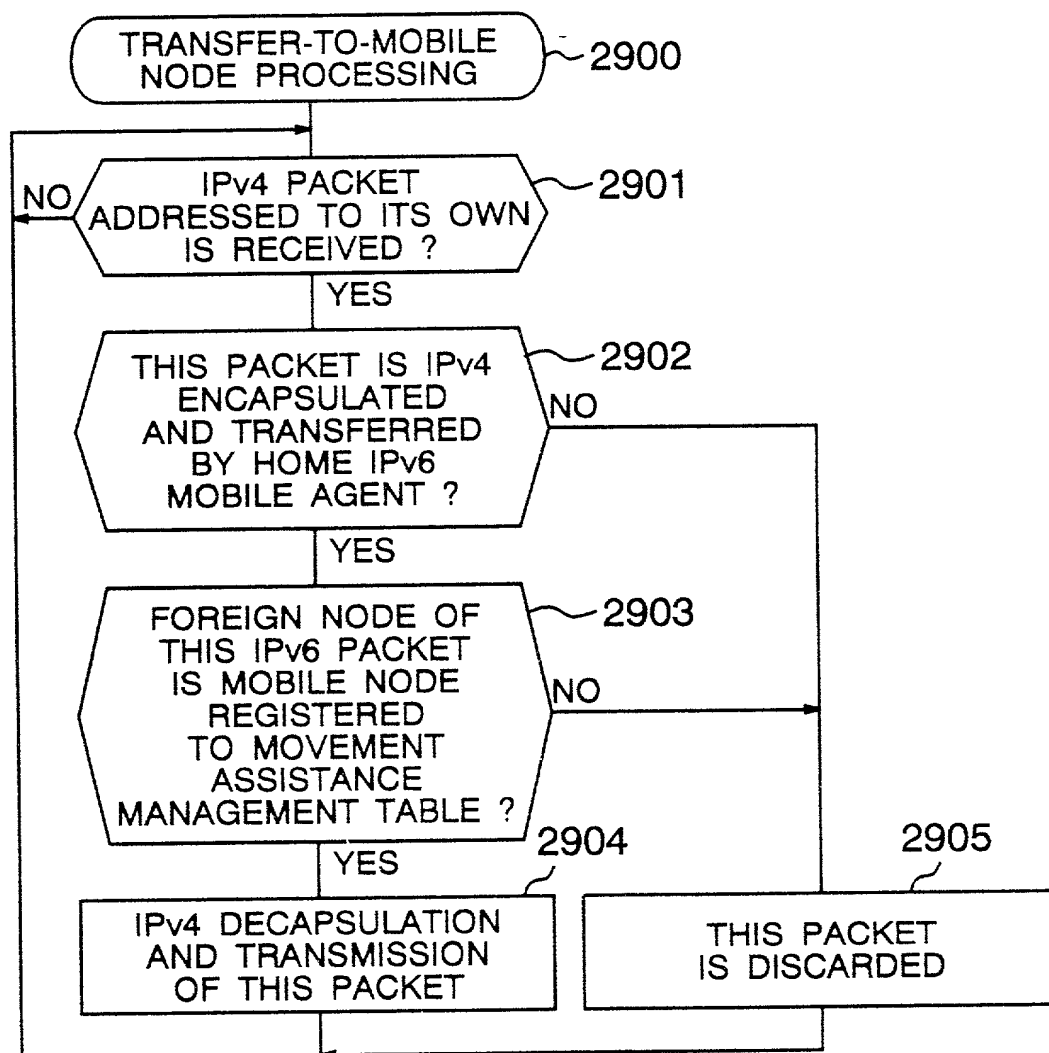 TRANSFER-TO-MOBILE
NODE PROCESSING
2900
NO
IPv4 PACKET
ADDRESSED TO ITS OWN
IS RECEIVED ?
2901
YES
THIS PACKET IS IPv4
ENCAPSULATED
AND TRANSFERRED
BY HOME IPv6
MOBILE AGENT ?
2902
NO
YES
FOREIGN NODE OF
THIS IPv6 PACKET
IS MOBILE NODE
REGISTERED
TO MOVEMENT
ASSISTANCE
MANAGEMENT TABLE ?
2903
NO
YES
2904
IPv4 DECAPSULATION
AND TRANSMISSION
OF THIS PACKET
2905
THIS PACKET
IS DISCARDED